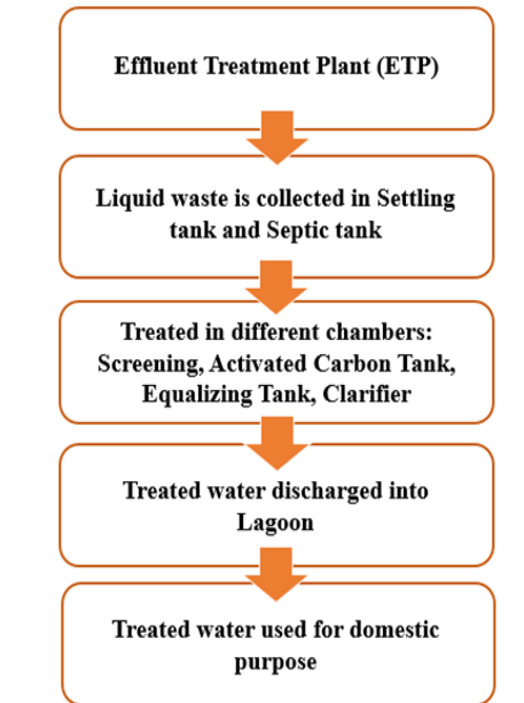 Effluent Treatment Plant (ETP)
Liquid waste is collected in Settling
tank and Septic tank
Treated in different chambers:
Screening, Activated Carbon Tank,
Equalizing Tank, Clarifier
Treated water discharged into
Lagoon
Treated water used for domestic
purpose